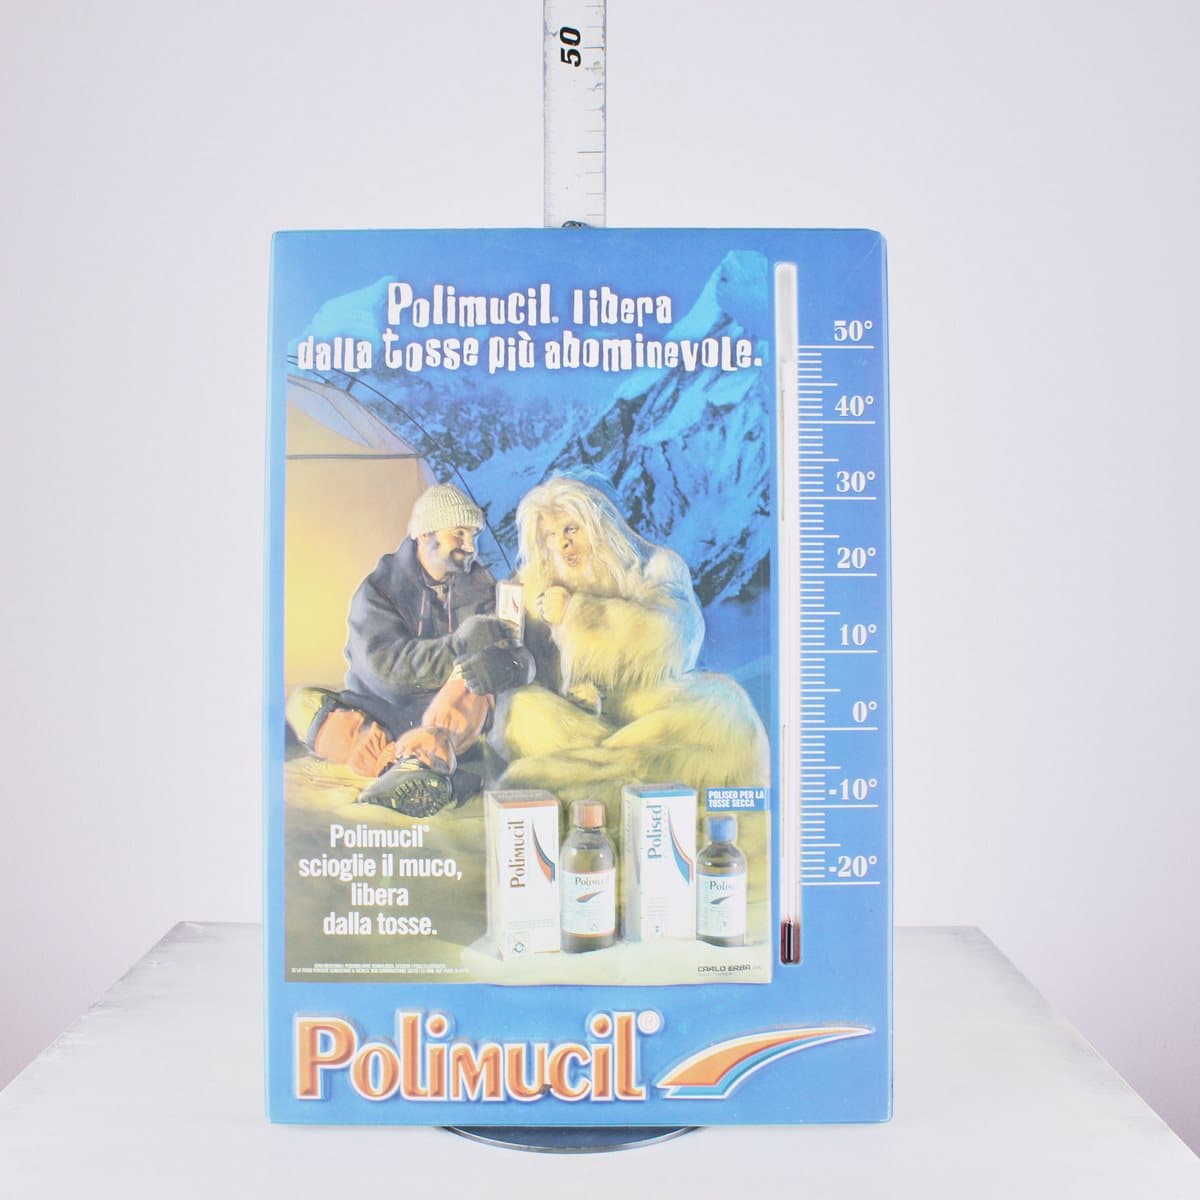 50
Polimucil. libera
dalla tosse più abominevole.
50°
40°
30°
20°
10°
0°
-10°
-20°
POLISED PER LA
TOSSE SECCA
Polimucil®
scioglie il muco,
libera
dalla tosse.
Polimucil
Polimucil
Polised
CARLO ERBA
Polimucil®